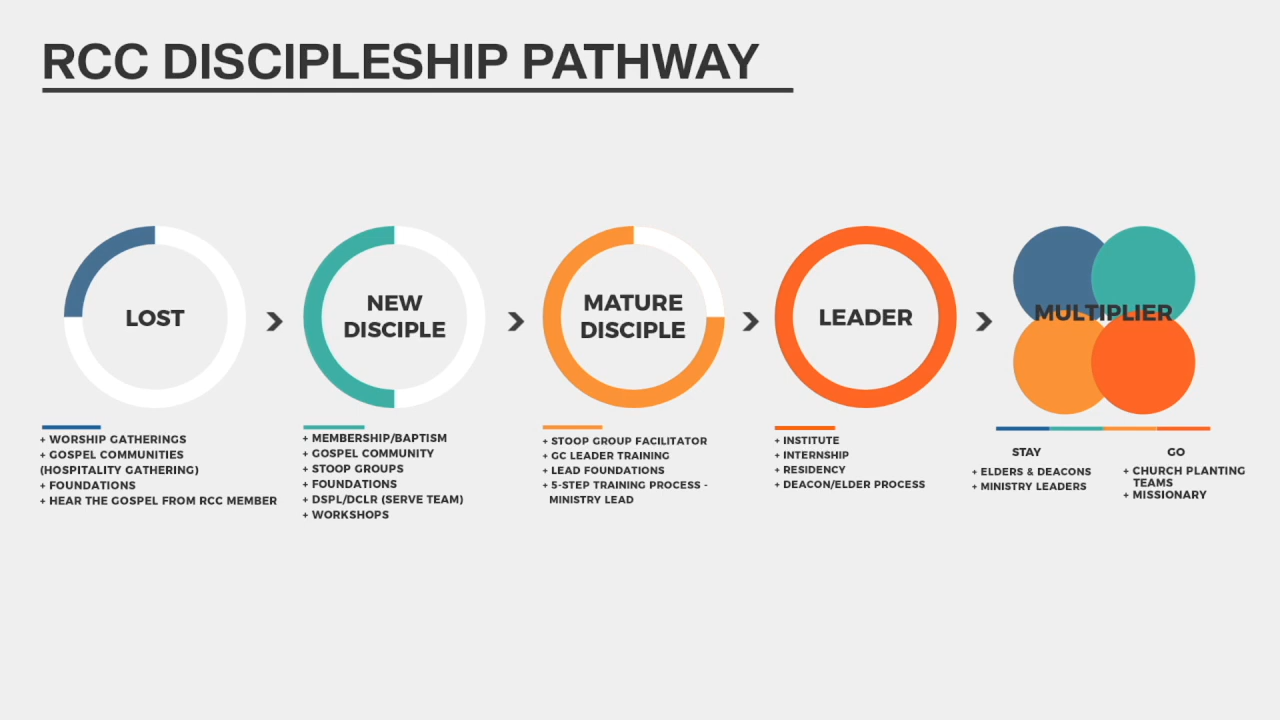 RCC DISCIPLESHIP PATHWAY
LOST
+ WORSHIP GATHERINGS
+ GOSPEL COMMUNITIES
(HOSPITALITY GATHERING)
+ FOUNDATIONS
+ HEAR THE GOSPEL FROM RCC MEMBER
NEW
DISCIPLE
+ MEMBERSHIP/BAPTISM
+ GOSPEL COMMUNITY
+ STOOP GROUPS
+ FOUNDATIONS
+ DSPL/DCLR (SERVE TEAM)
+ WORKSHOPS
MATURE
DISCIPLE
+ STOOP GROUP FACILITATOR
+ GC LEADER TRAINING
+ LEAD FOUNDATIONS
+ 5-STEP TRAINING PROCESS -
MINISTRY LEAD
LEADER
+ INSTITUTE
+ INTERNSHIP
+ RESIDENCY
+ DEACON/ELDER PROCESS
MULTIPLIER
STAY
+ ELDERS & DEACONS
+ MINISTRY LEADERS
GO
+ CHURCH PLANTING
TEAMS
+ MISSIONARY